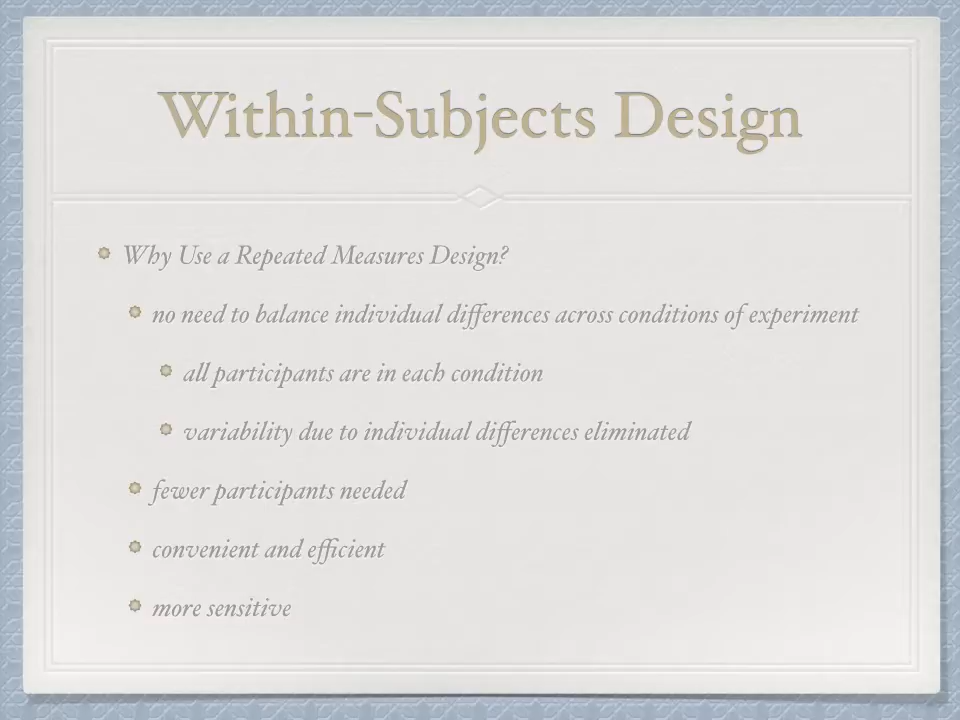 Within-Subjects Design
Why Use a Repeated Measures Design?
no need to balance individual differences across conditions of experiment
all participants are in each condition
variability due to individual differences eliminated
fewer participants needed
convenient and efficient
more sensitive